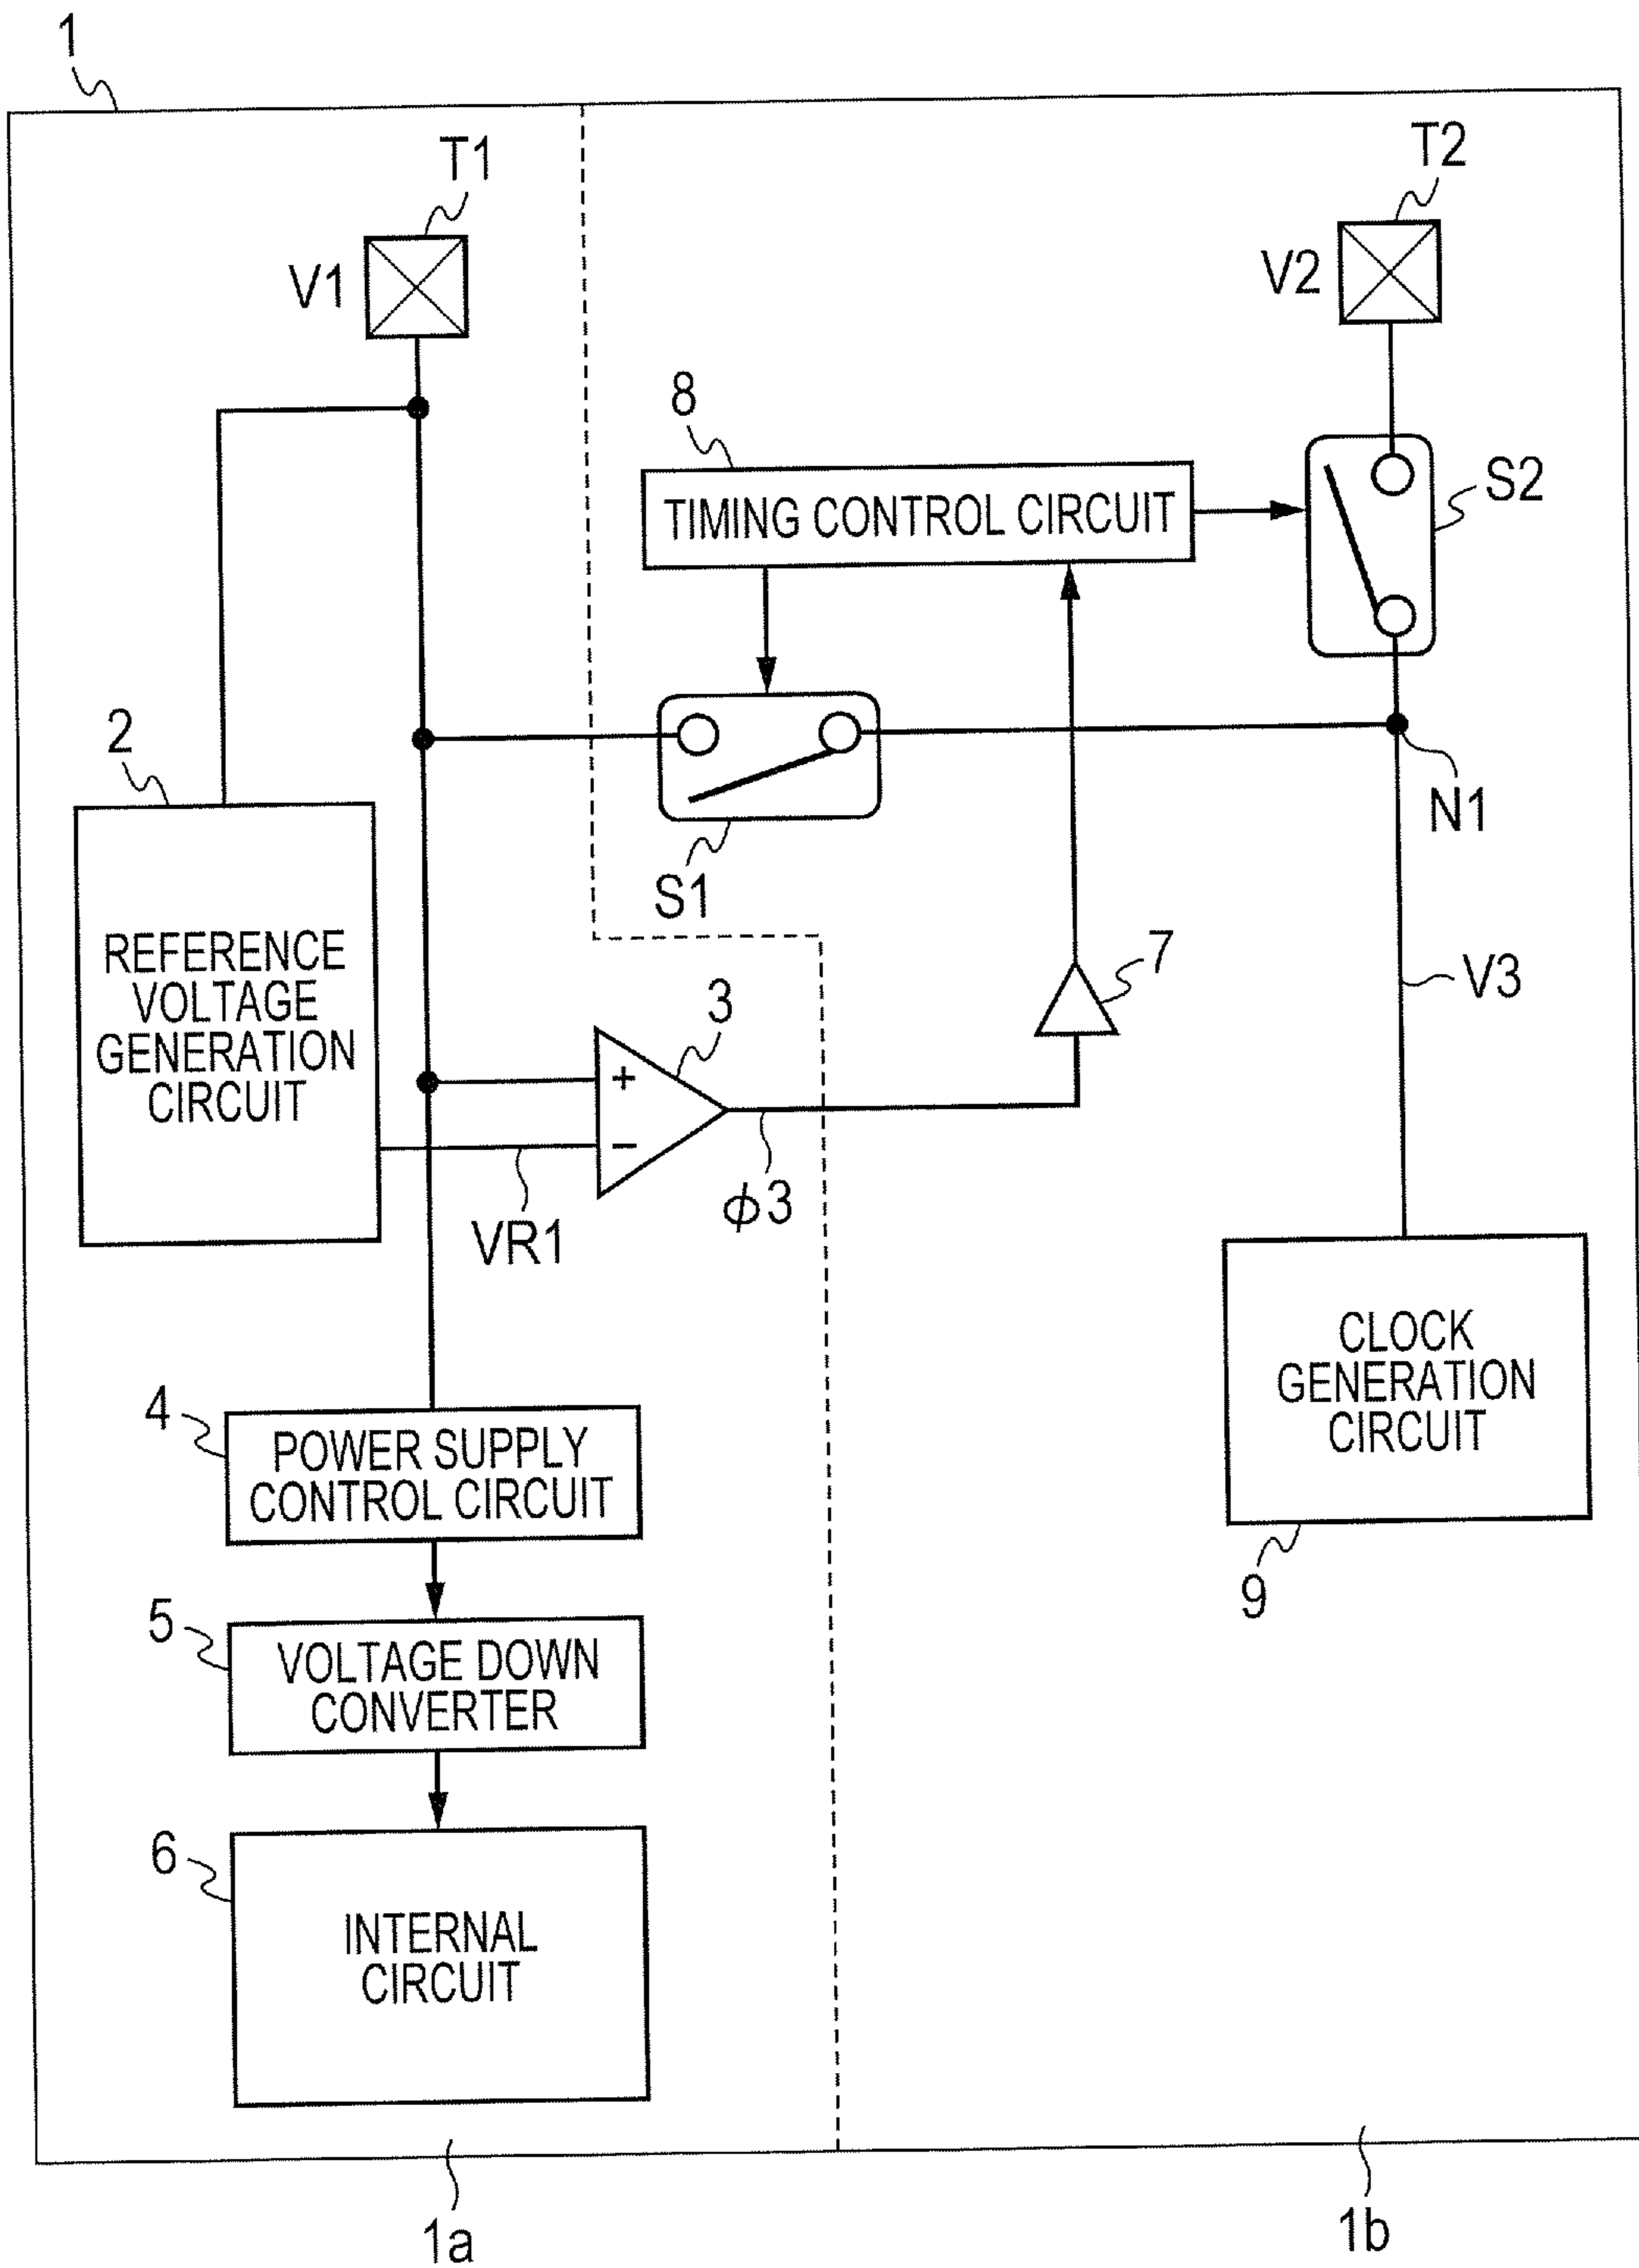 1
T1
T2
V1
V2
8
TIMING CONTROL CIRCUIT
S2
2
N1
S1
REFERENCE
VOLTAGE
GENERATION
CIRCUIT
7
V3
3
+
−
ϕ3
VR1
CLOCK
GENERATION
CIRCUIT
4
POWER SUPPLY
CONTROL CIRCUIT
9
5
VOLTAGE DOWN
CONVERTER
6
INTERNAL
CIRCUIT
1a
1b